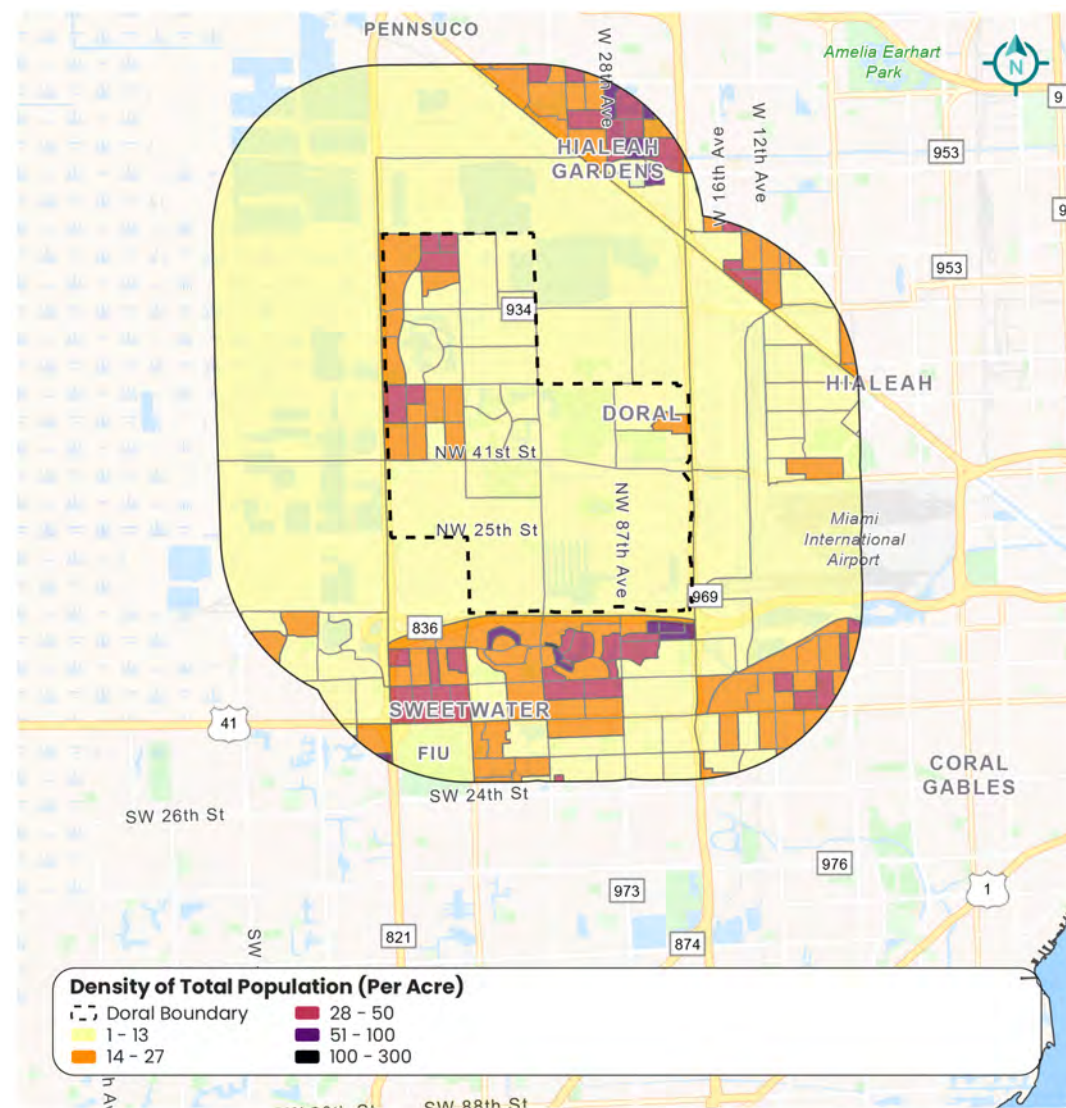 PENNSUCO
W 28th Ave
Amelia Earhart
Park
N
9
W 12th Ave
W 16th Ave
953
HIALEAH
GARDENS
9
953
934
HIALEAH
DORAL
NW 41st St
NW 87th Ave
NW 25th St
Miami
International
Airport
969
836
SWEETWATER
41
FIU
CORAL
GABLES
SW 24th St
SW 26th St
976
973
1
SW
821
874
Density of Total Population (Per Acre)
Doral Boundary
1 - 13
14 - 27
28 - 50
51 - 100
100 - 300
SW 88th St